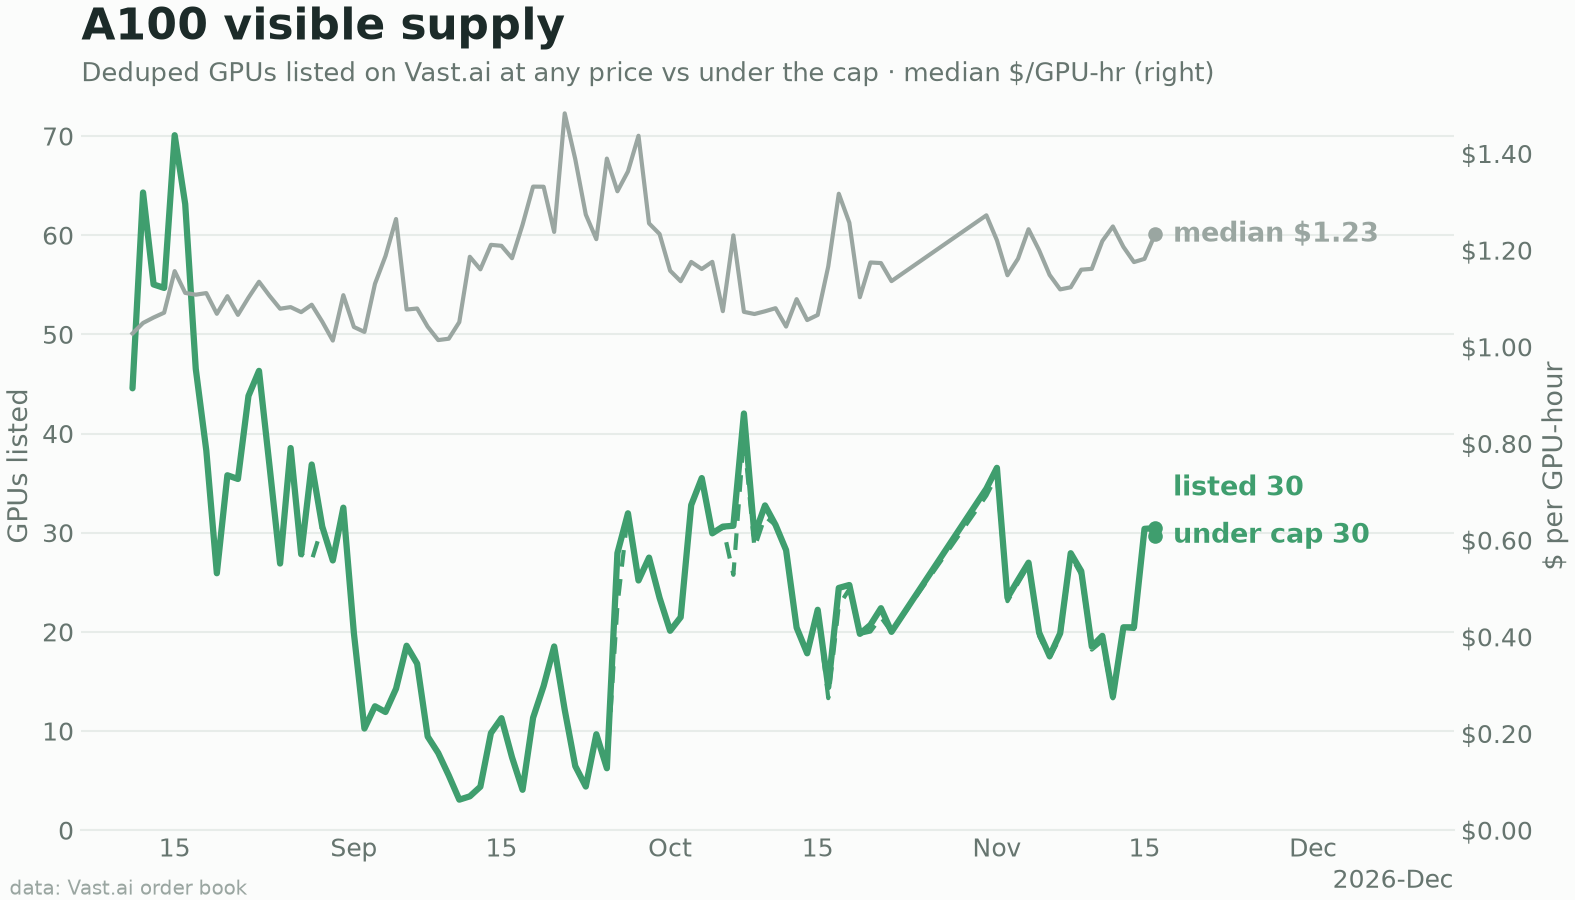 A100 visible supply
Deduped GPUs listed on Vast.ai at any price vs under the cap · median $/GPU-hr (right)
70
60
50
40
30
20
10
0
GPUs listed
$1.40
$1.20
$1.00
$0.80
$0.60
$0.40
$0.20
$0.00
$ per GPU-hour
median $1.23
listed 30
under cap 30
15
Sep
15
Oct
15
Nov
15
Dec
2026-Dec
data: Vast.ai order book